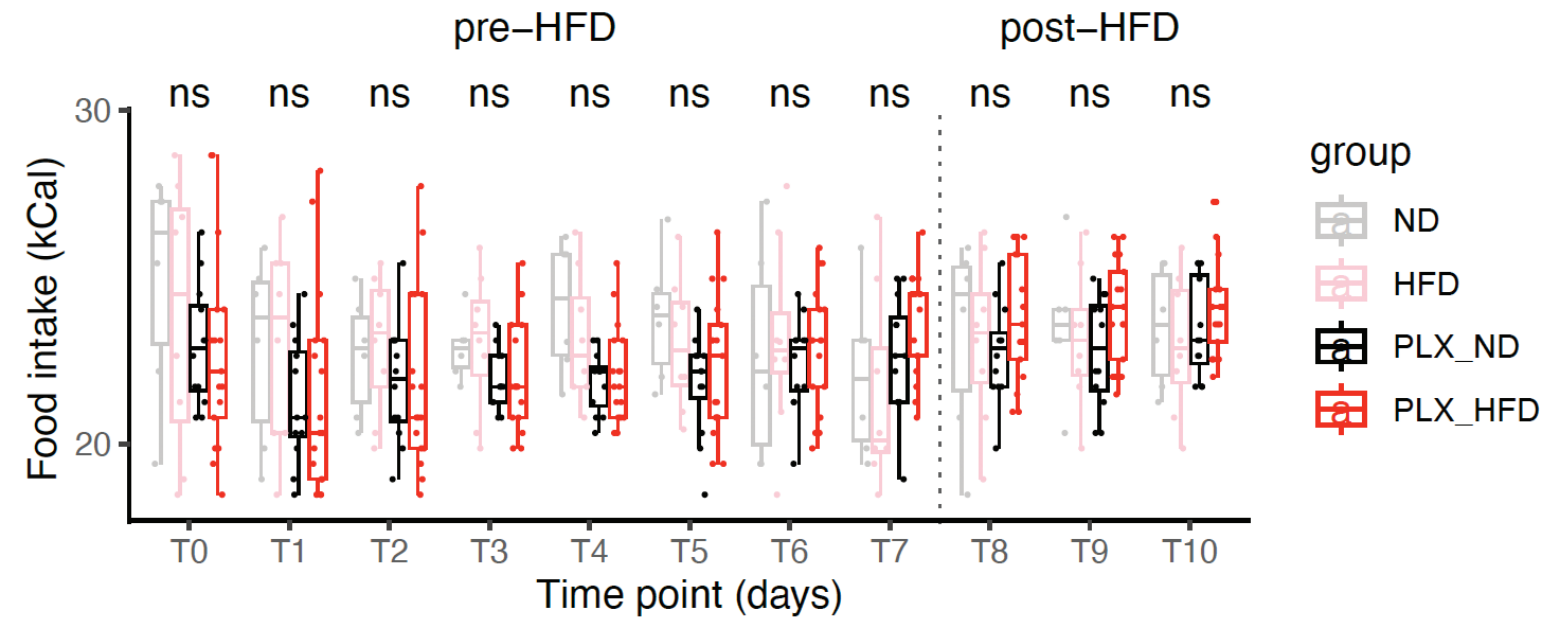 pre−HFD post−HFD
ns ns ns ns ns ns ns ns ns ns ns
30
20
Food intake (kCal)
T0 T1 T2 T3 T4 T5 T6 T7 T8 T9 T10
Time point (days)
group
a ND
a HFD
a PLX_ND
a PLX_HFD